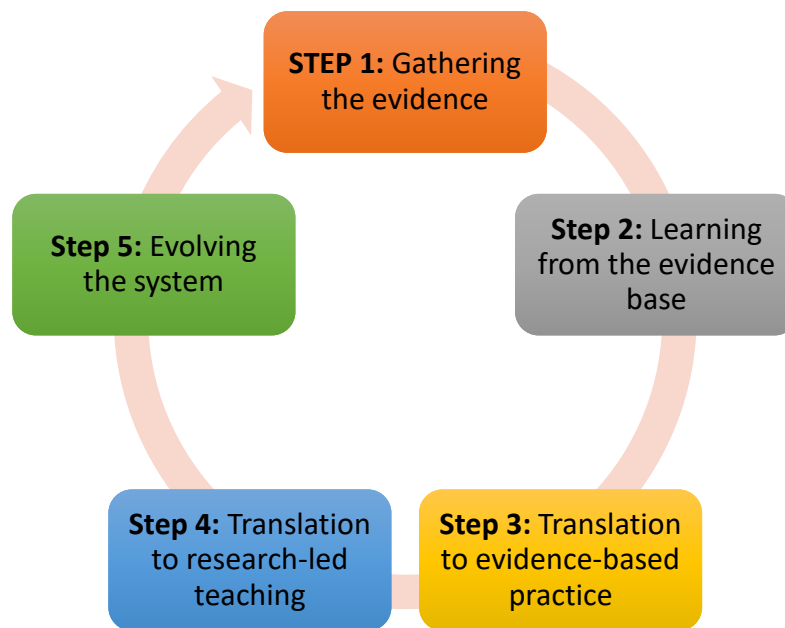 STEP 1: Gathering
the evidence
Step 2: Learning
from the evidence
base
Step 3: Translation
to evidence-based
practice
Step 4: Translation
to research-led
teaching
Step 5: Evolving
the system